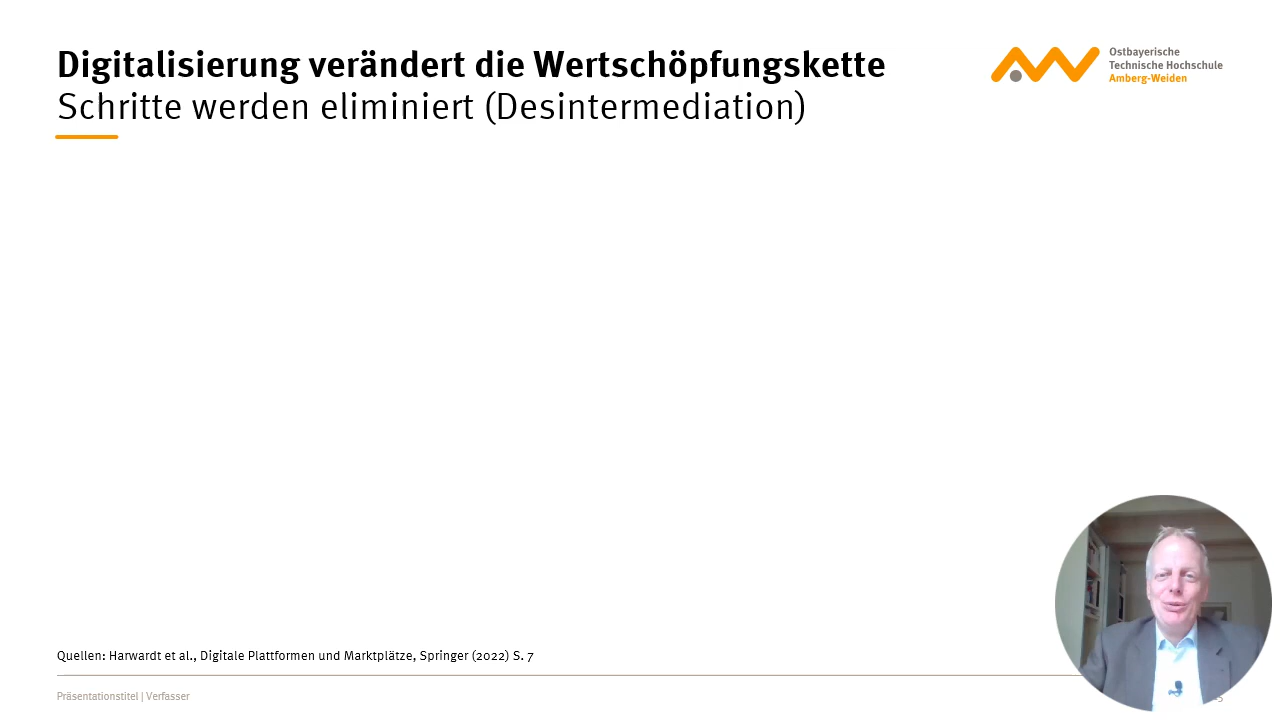 Digitalisierung verändert die Wertschöpfungskette
Schritte werden eliminiert (Desintermediation)
Ostbayerische
Technische Hochschule
Amberg-Weiden
Quellen: Harwardt et al., Digitale Plattformen und Marktplätze, Springer (2022) S. 7
Präsentationstitel | Verfasser